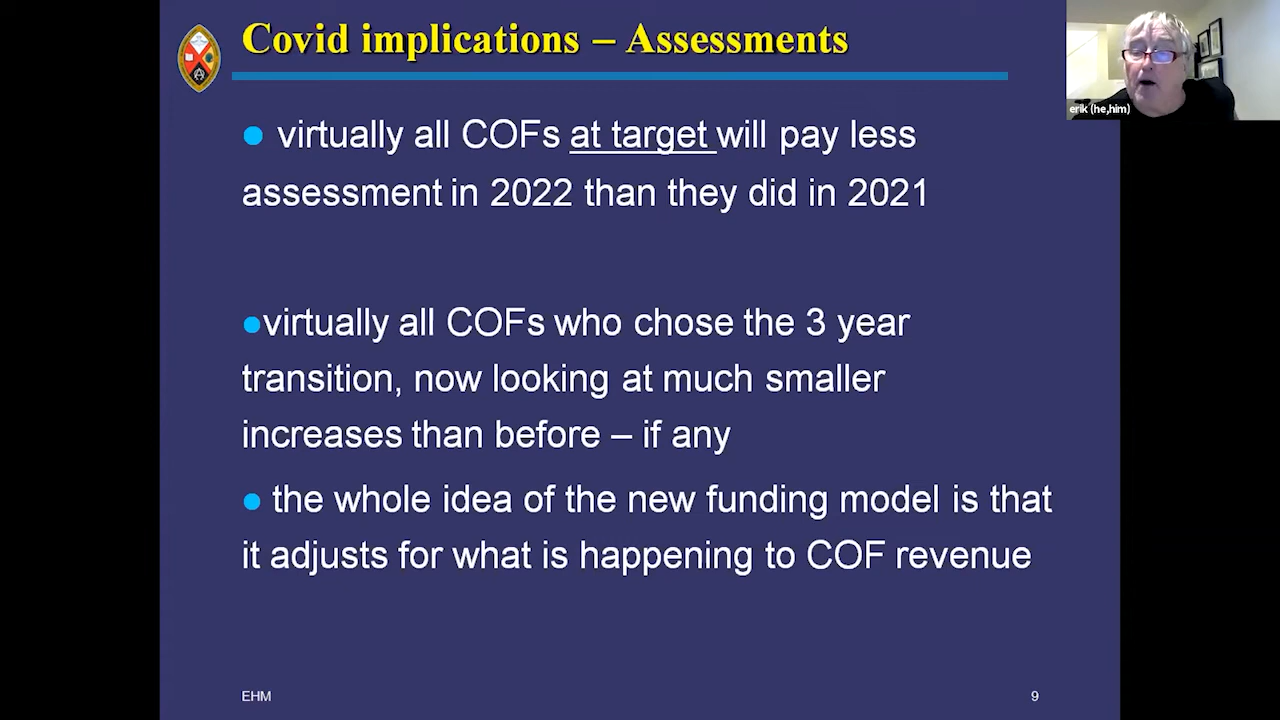 Covid implications – Assessments
erik (he,him)
● virtually all COFs at target will pay less
assessment in 2022 than they did in 2021
●virtually all COFs who chose the 3 year
transition, now looking at much smaller
increases than before – if any
● the whole idea of the new funding model is that
it adjusts for what is happening to COF revenue
EHM
9